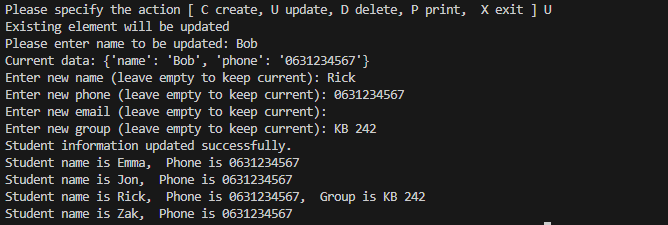 Please specify the action [ C create, U update, D delete, P print,  X exit ] U
Existing element will be updated
Please enter name to be updated: Bob
Current data: {'name': 'Bob', 'phone': '0631234567'}
Enter new name (leave empty to keep current): Rick
Enter new phone (leave empty to keep current): 0631234567
Enter new email (leave empty to keep current):
Enter new group (leave empty to keep current): KB 242
Student information updated successfully.
Student name is Emma,  Phone is 0631234567
Student name is Jon,  Phone is 0631234567
Student name is Rick,  Phone is 0631234567,  Group is KB 242
Student name is Zak,  Phone is 0631234567